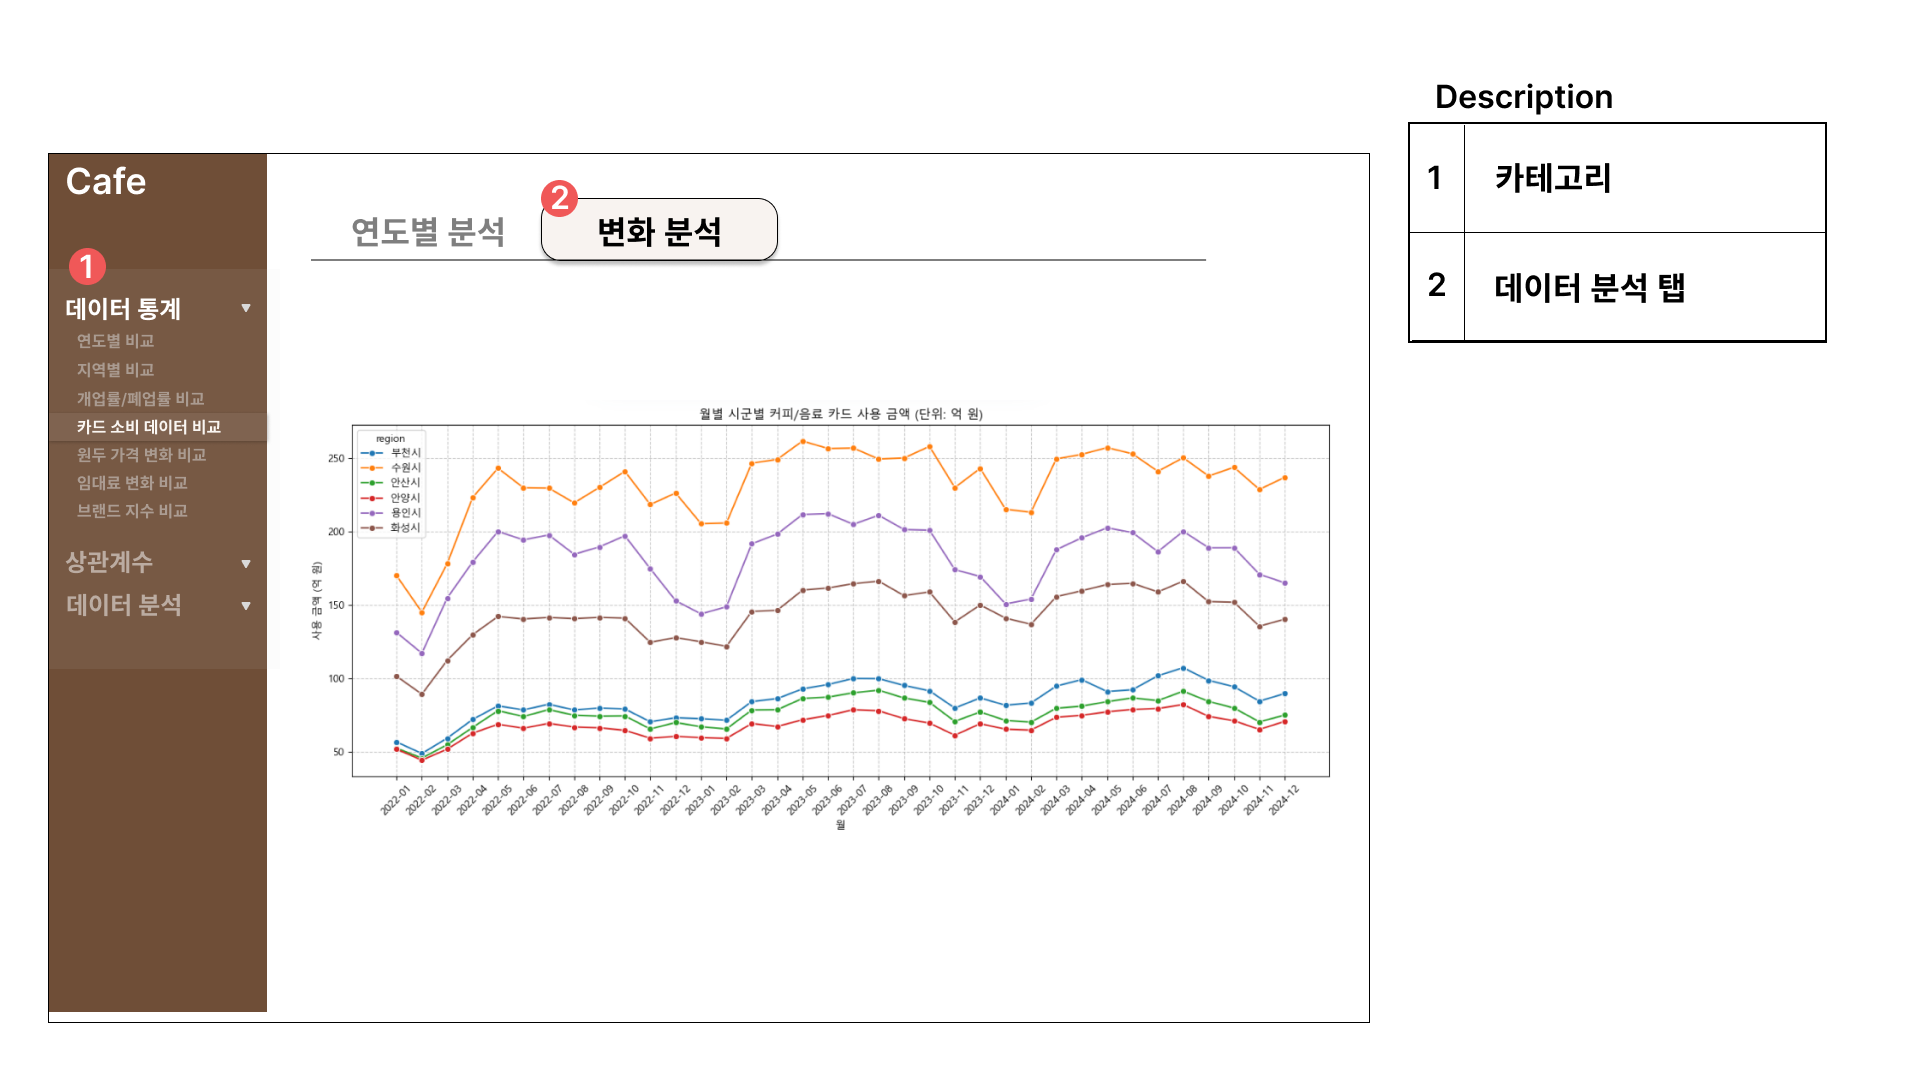 Description
1 카테고리
2 데이터 분석 탭
Cafe
1
데이터 통계 ▼
연도별 비교
지역별 비교
개업률/폐업률 비교
카드 소비 데이터 비교
원두 가격 변화 비교
임대료 변화 비교
브랜드 지수 비교
상관계수 ▼
데이터 분석 ▼
연도별 분석
2
변화 분석
월별 시군별 커피/음료 카드 사용 금액 (단위: 억 원)
region
부천시
수원시
안산시
안양시
용인시
화성시
사용 금액 (억 원)
250
200
150
100
50
2022-01
2022-02
2022-03
2022-04
2022-05
2022-06
2022-07
2022-08
2022-09
2022-10
2022-11
2022-12
2023-01
2023-02
2023-03
2023-04
2023-05
2023-06
2023-07
2023-08
2023-09
2023-10
2023-11
2023-12
2024-01
2024-02
2024-03
2024-04
2024-05
2024-06
2024-07
2024-08
2024-09
2024-10
2024-11
2024-12
월